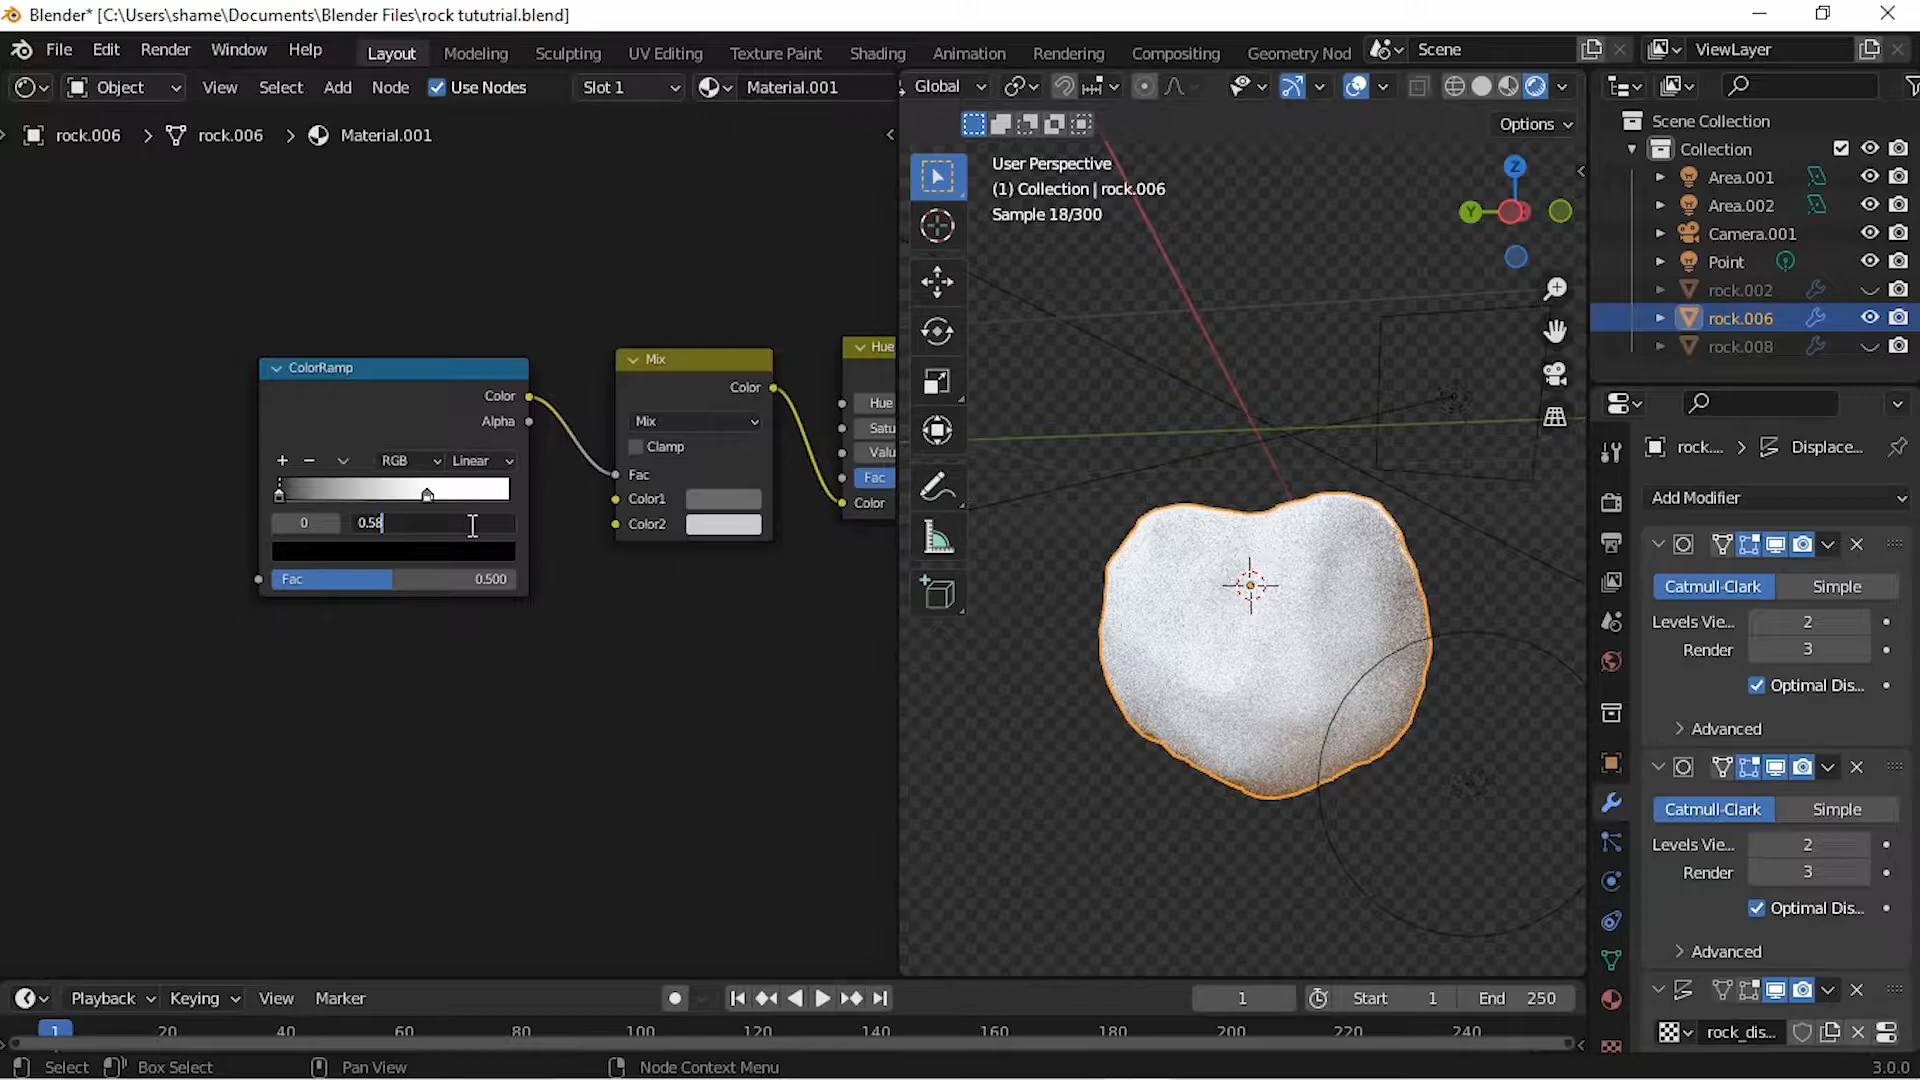 Blender* [C:\Users\shame\Documents\Blender Files\rock tututrial.blend]
File Edit Render Window Help Layout Modeling Sculpting UV Editing Texture Paint Shading Animation Rendering Compositing Geometry Nod Scene ViewLayer
Object View Select Add Node Use Nodes Slot 1 Material.001 Global
rock.006 > rock.006 > Material.001
Options
User Perspective
(1) Collection | rock.006
Sample 18/300
Z
Y
Scene Collection
Collection
Area.001
Area.002
Camera.001
Point
rock.002
rock.006
rock.008
ColorRamp
Color
Alpha
RGB Linear
0 0.58
Fac 0.500
Mix
Color
Mix
Clamp
Fac
Color1
Color2
Hue
Hue
Satu
Valu
Fac
Color
rock.... > Displace...
Add Modifier
Catmull-Clark Simple
Levels Vie... 2
Render 3
Optimal Dis...
Advanced
Catmull-Clark Simple
Levels Vie... 2
Render 3
Optimal Dis...
Advanced
rock_dis...
Playback Keying View Marker 1 Start 1 End 250
1 20 40 60 80 100 120 140 160 180 200 220 240
Select Box Select Pan View Node Context Menu 3.0.0